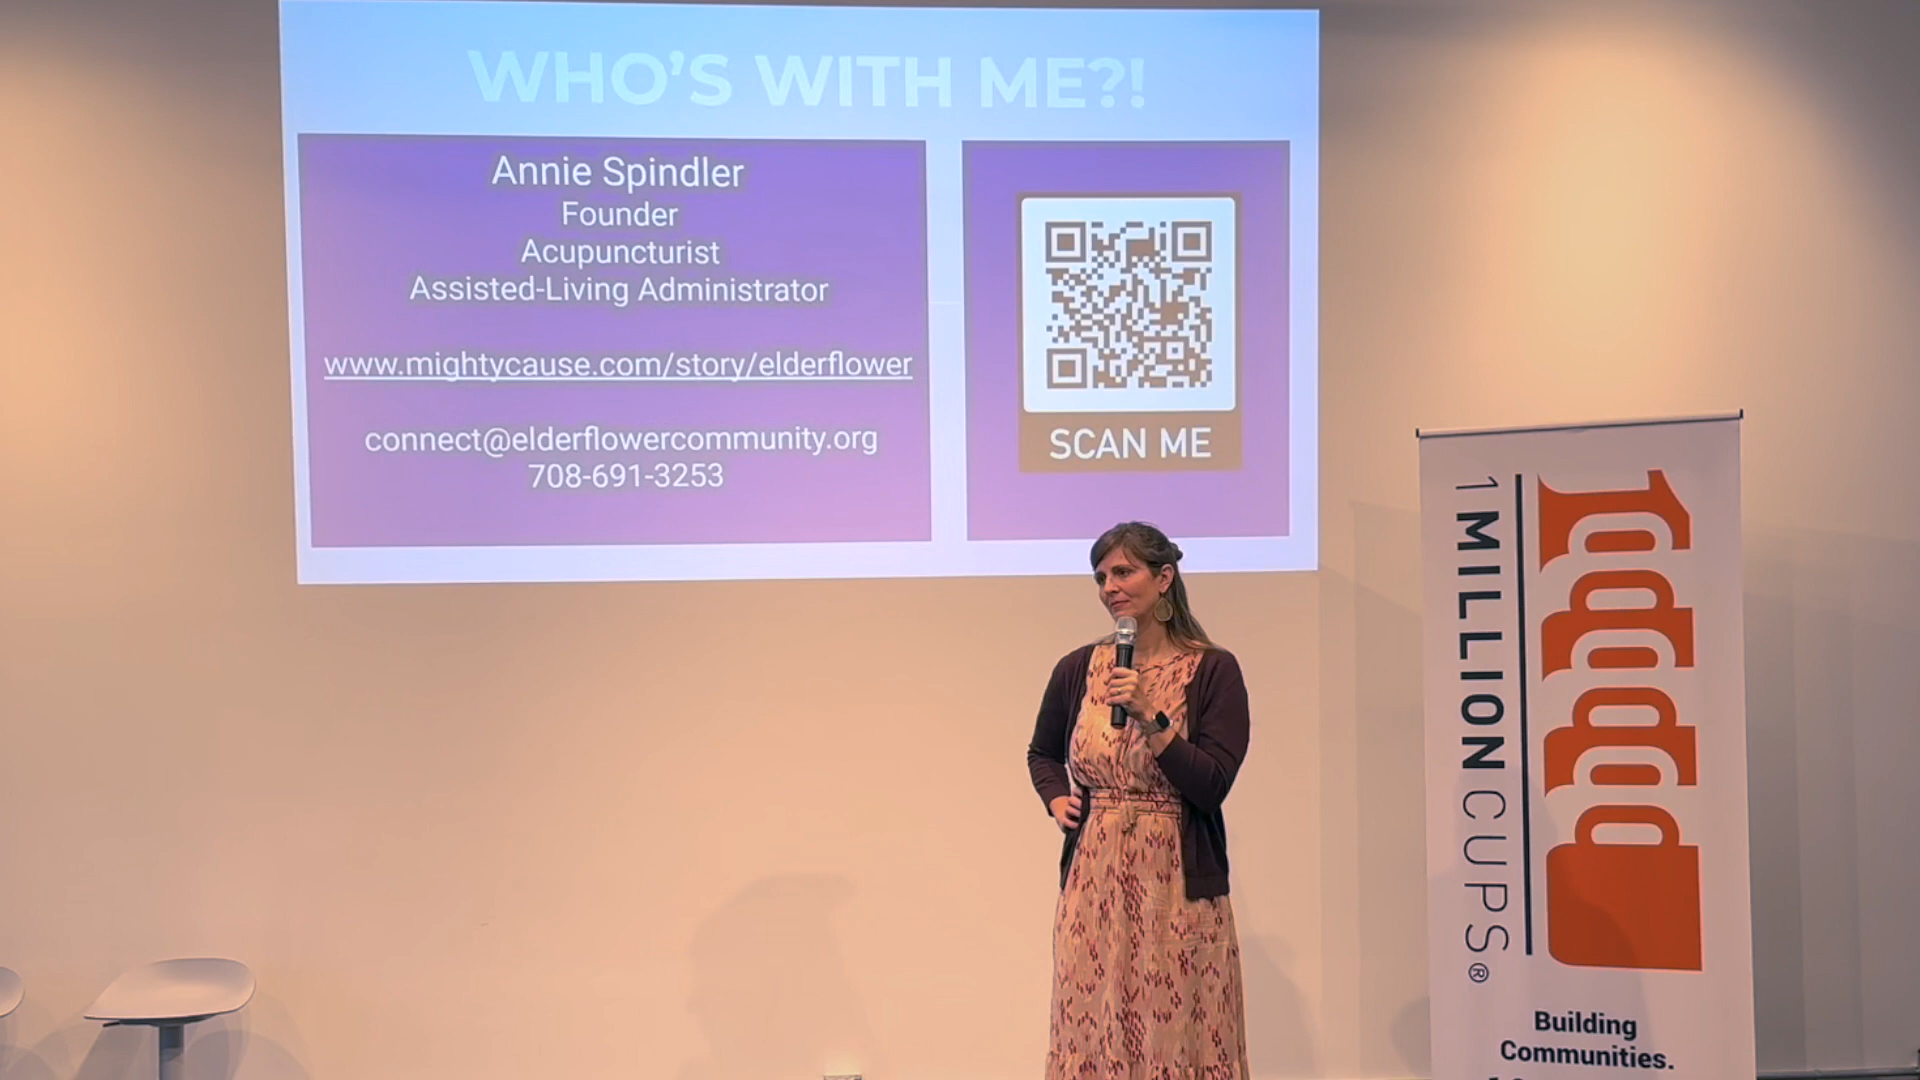 WHO'S WITH ME?!
Annie Spindler
Founder
Acupuncturist
Assisted-Living Administrator
www.mightycause.com/story/elderflower
connect@elderflowercommunity.org
708-691-3253
SCAN ME
1 MILLION CUPS®
Building
Communities.